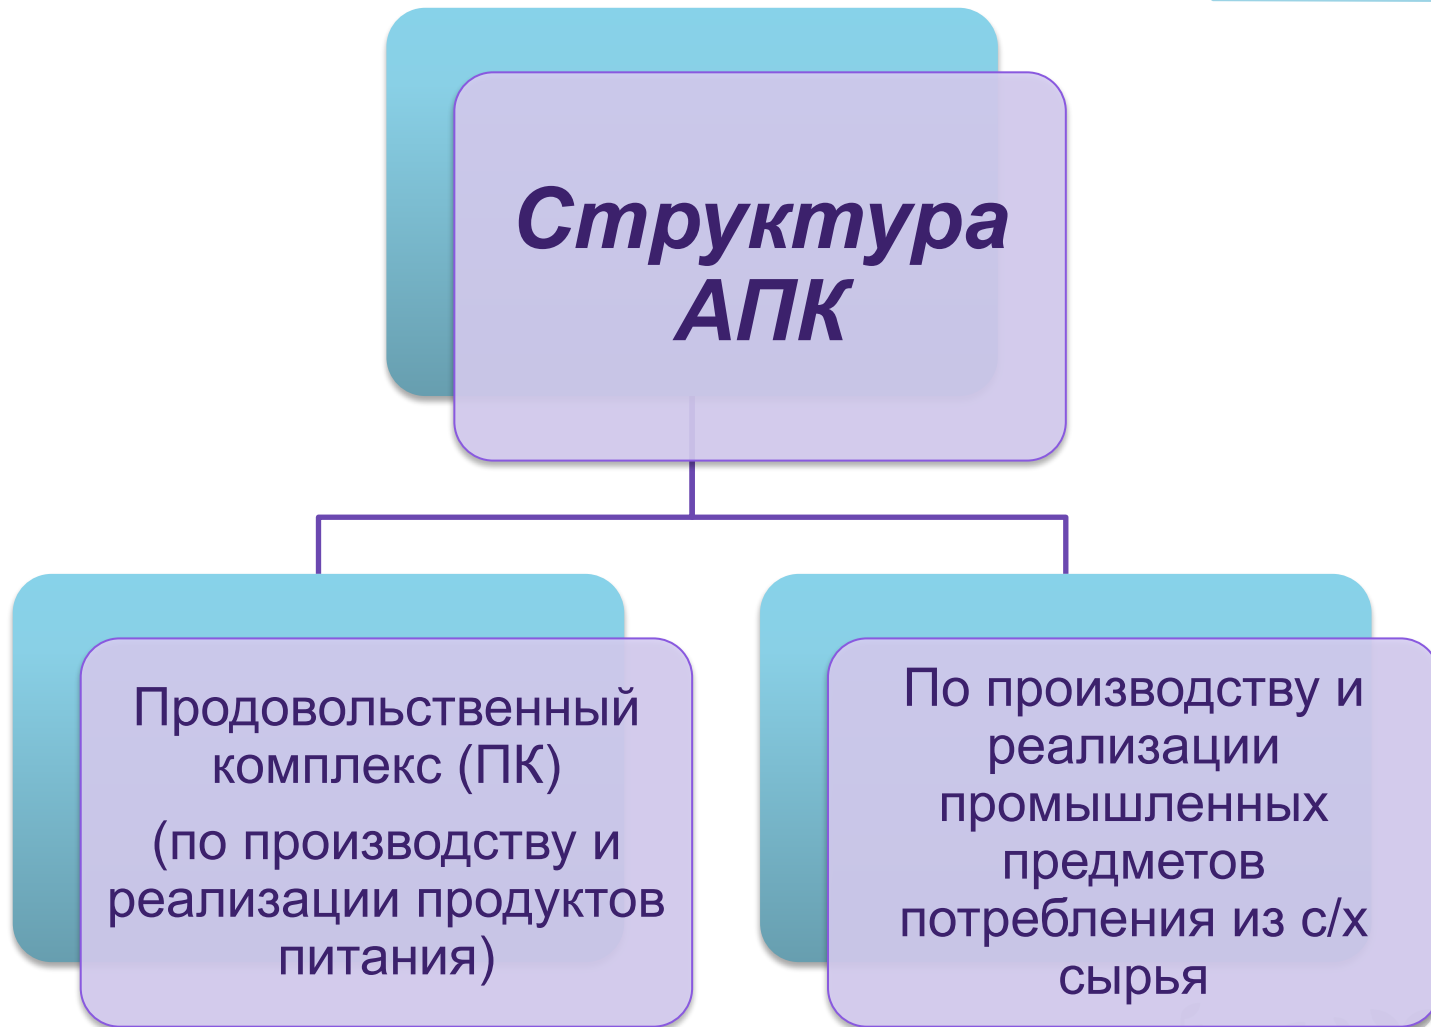 Структура
АПК
Продовольственный
комплекс (ПК)
(по производству и
реализации продуктов
питания)
По производству и
реализации
промышленных
предметов
потребления из с/х
сырья